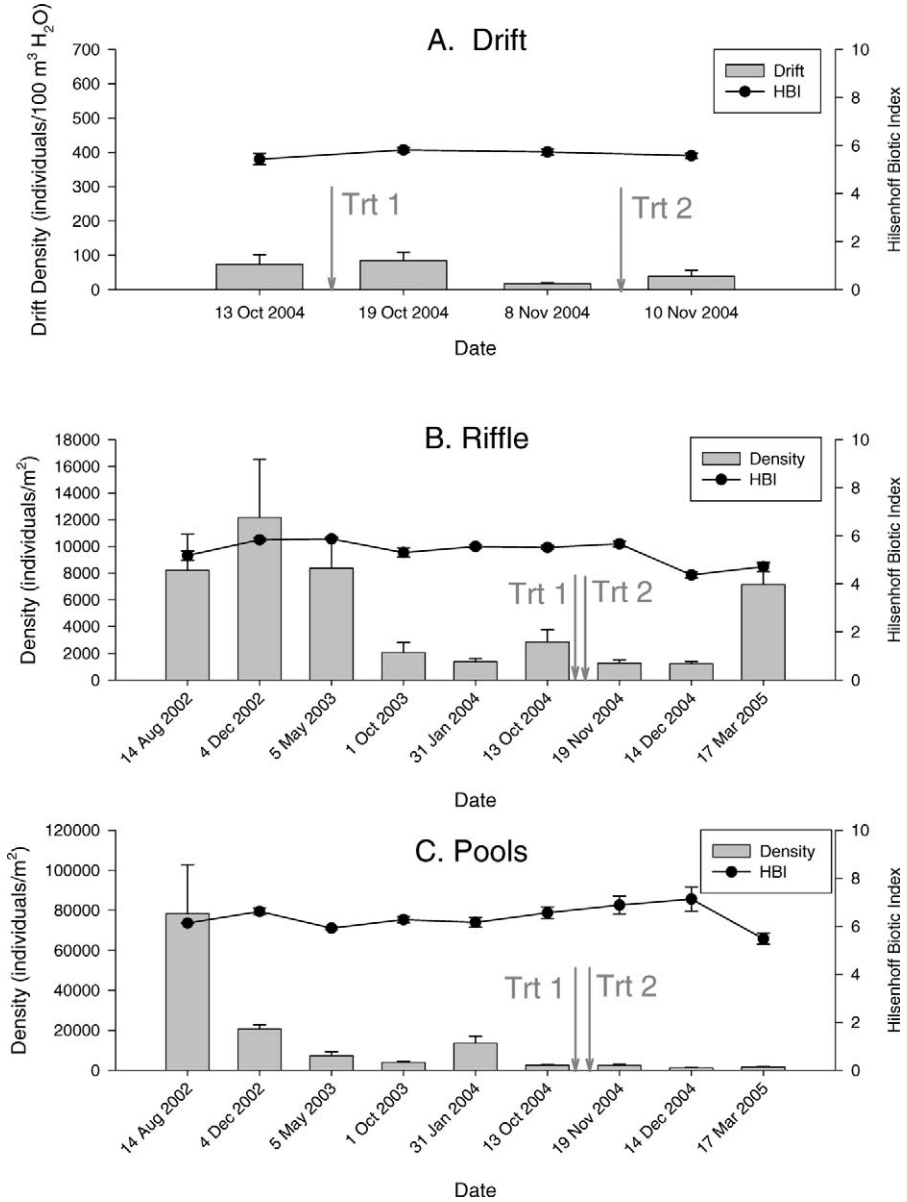 A. Drift
Drift Density (individuals/100 m³ H₂O)
700
600
500
400
300
200
100
0
10
8
6
4
2
0
Hilsenhoff Biotic Index
Drift
HBI
Trt 1
Trt 2
13 Oct 2004
19 Oct 2004
8 Nov 2004
10 Nov 2004
Date
B. Riffle
Density (individuals/m²)
18000
16000
14000
12000
10000
8000
6000
4000
2000
0
10
8
6
4
2
0
Hilsenhoff Biotic Index
Density
HBI
Trt 1
Trt 2
14 Aug 2002
4 Dec 2002
5 May 2003
1 Oct 2003
31 Jan 2004
13 Oct 2004
19 Nov 2004
14 Dec 2004
17 Mar 2005
Date
C. Pools
Density (individuals/m²)
120000
100000
80000
60000
40000
20000
0
10
8
6
4
2
0
Hilsenhoff Biotic Index
Density
HBI
Trt 1
Trt 2
14 Aug 2002
4 Dec 2002
5 May 2003
1 Oct 2003
31 Jan 2004
13 Oct 2004
19 Nov 2004
14 Dec 2004
17 Mar 2005
Date